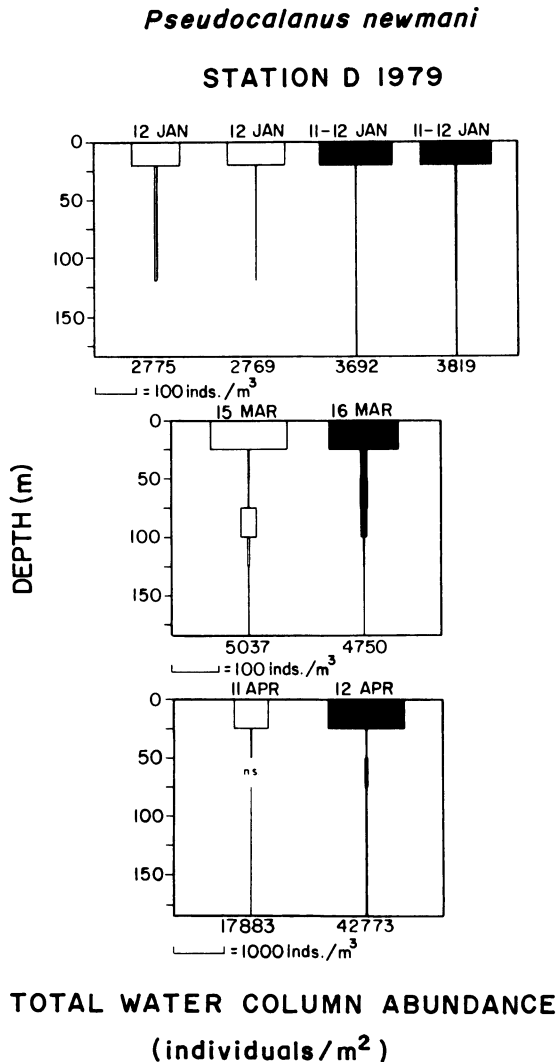 Pseudocalanus newmani
STATION D 1979
12 JAN 12 JAN 11-12 JAN 11-12 JAN
0
50
100
150
2775 2769 3692 3819
= 100 inds./m³
15 MAR 16 MAR
0
50
100
150
5037 4750
= 100 inds./m³
DEPTH (m)
11 APR 12 APR
0
50
ns
100
150
17883 42773
= 1000 inds./m³
TOTAL WATER COLUMN ABUNDANCE
(individuals/m²)